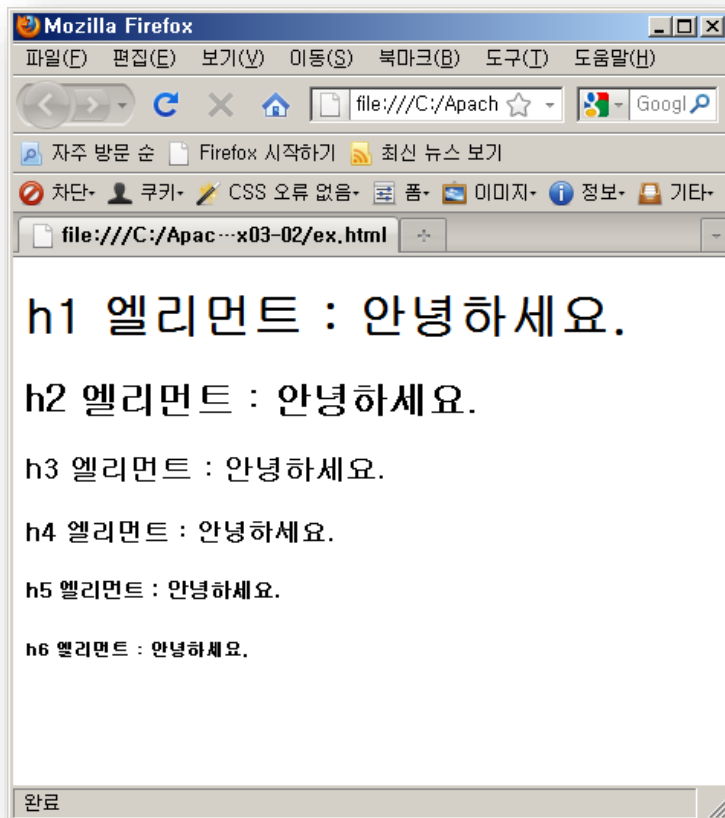 Mozilla Firefox
파일(F) 편집(E) 보기(V) 이동(S) 북마크(B) 도구(T) 도움말(H)
file:///C:/Apach Googl
자주 방문 순 Firefox 시작하기 최신 뉴스 보기
차단 쿠키 CSS 오류 없음 폼 이미지 정보 기타
file:///C:/Apac…x03-02/ex.html
h1 엘리먼트 : 안녕하세요.
h2 엘리먼트 : 안녕하세요.
h3 엘리먼트 : 안녕하세요.
h4 엘리먼트 : 안녕하세요.
h5 엘리먼트 : 안녕하세요.
h6 엘리먼트 : 안녕하세요.
완료